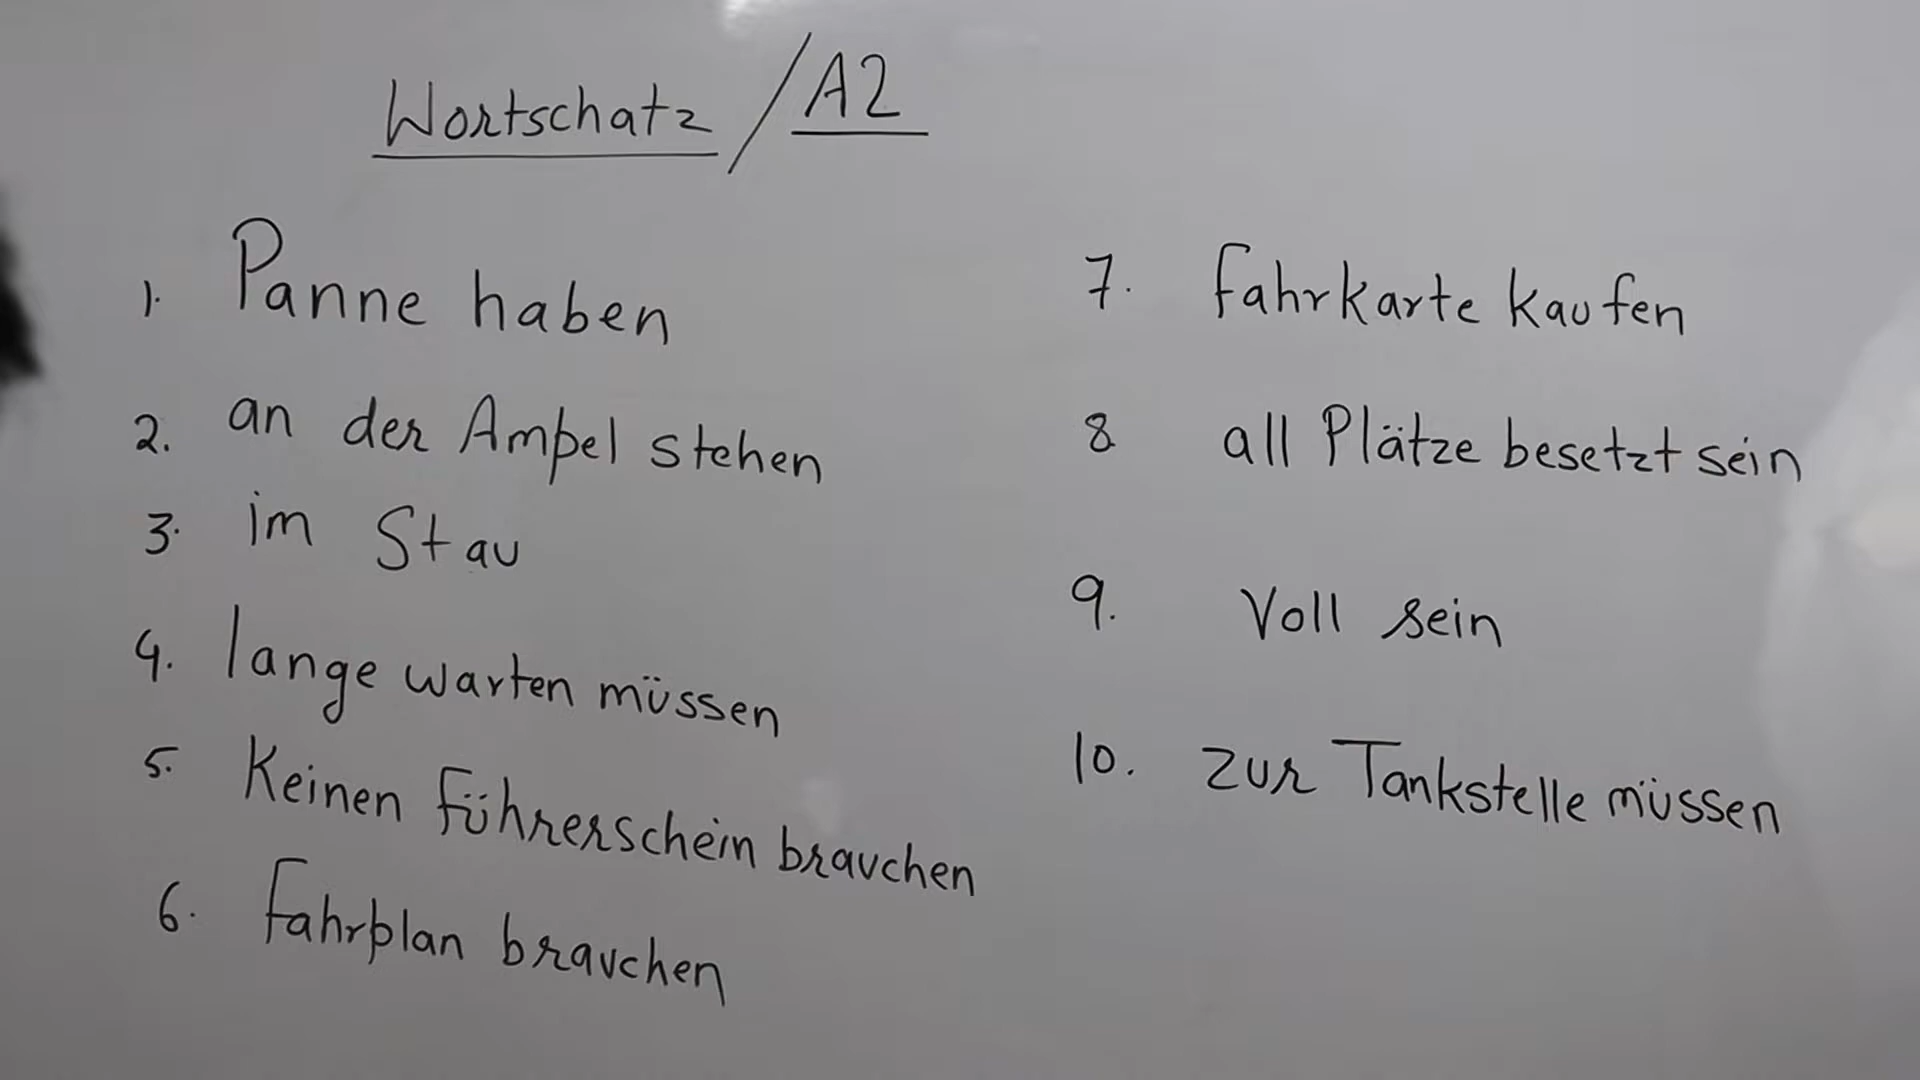 Wortschatz / A2
1. Panne haben
2. an der Ampel stehen
3. im Stau
4. lange warten müssen
5. Keinen Führerschein brauchen
6. Fahrplan brauchen
7. Fahrkarte kaufen
8 all Plätze besetzt sein
9. Voll sein
10. zur Tankstelle müssen